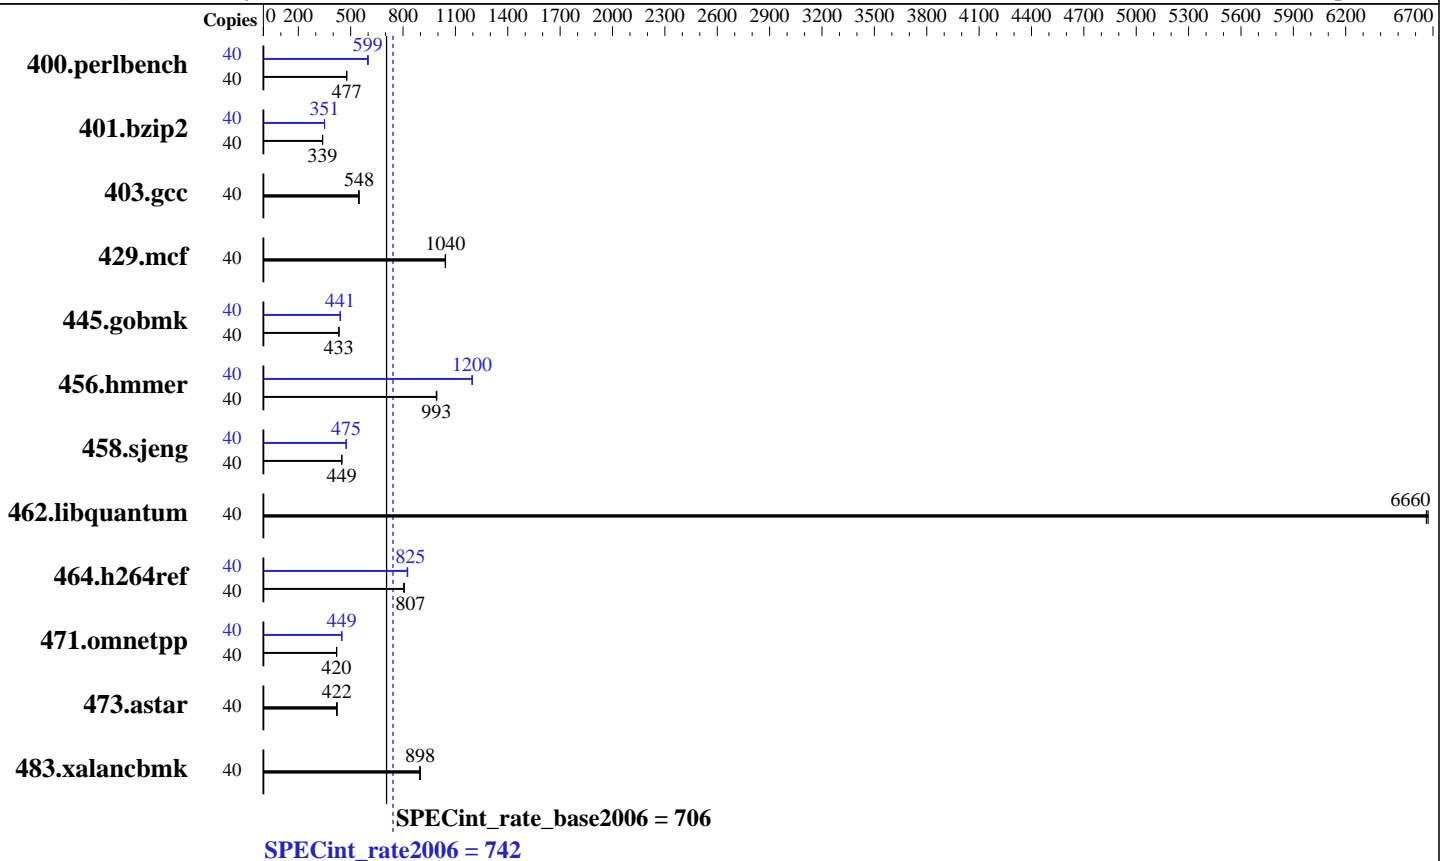 Copies 0 200 500 800 1100 1400 1700 2000 2300 2600 2900 3200 3500 3800 4100 4400 4700 5000 5300 5600 5900 6200 6700
400.perlbench 40 599
40 477
401.bzip2 40 351
40 339
403.gcc 40 548
429.mcf 40 1040
445.gobmk 40 441
40 433
456.hmmer 40 1200
40 993
458.sjeng 40 475
40 449
462.libquantum 40 6660
464.h264ref 40 825
40 807
471.omnetpp 40 449
40 420
473.astar 40 422
483.xalancbmk 40 898
SPECint_rate_base2006 = 706
SPECint_rate2006 = 742